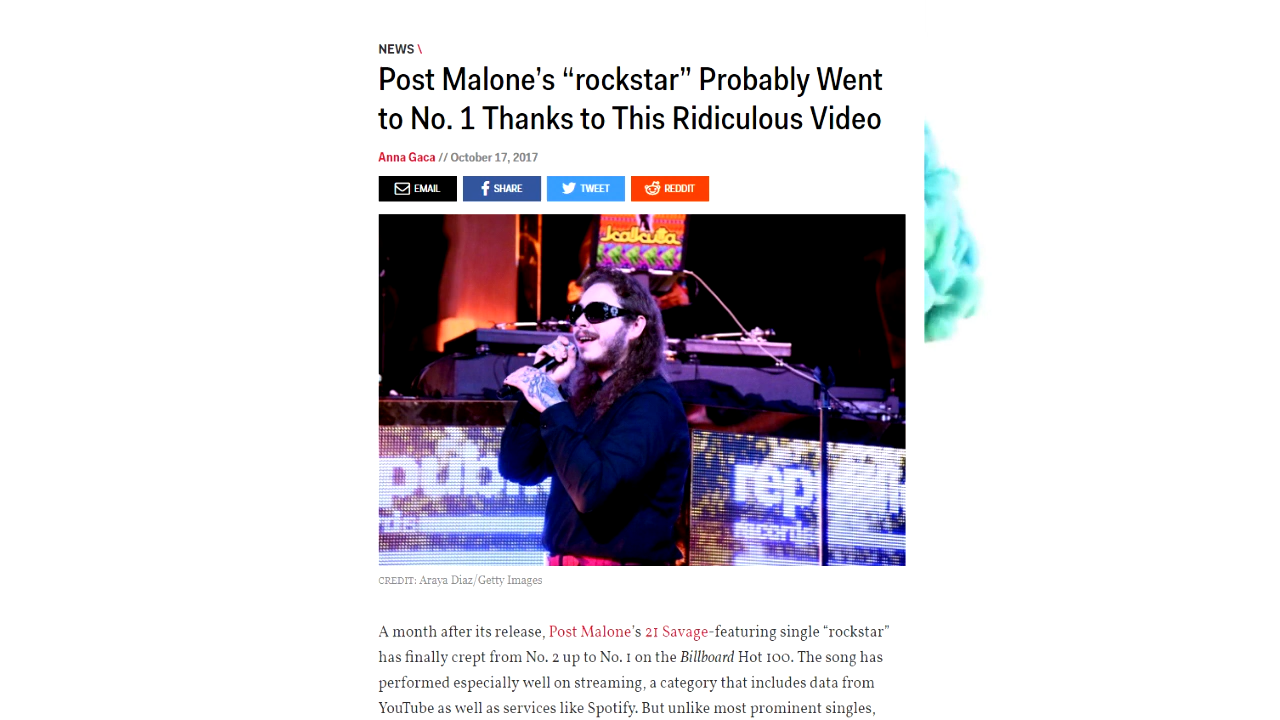 NEWS \
Post Malone’s “rockstar” Probably Went
to No. 1 Thanks to This Ridiculous Video
Anna Gaca // October 17, 2017
EMAIL SHARE TWEET REDDIT
CREDIT: Araya Diaz/Getty Images
A month after its release, Post Malone’s 21 Savage-featuring single “rockstar”
has finally crept from No. 2 up to No. 1 on the Billboard Hot 100. The song has
performed especially well on streaming, a category that includes data from
YouTube as well as services like Spotify. But unlike most prominent singles,